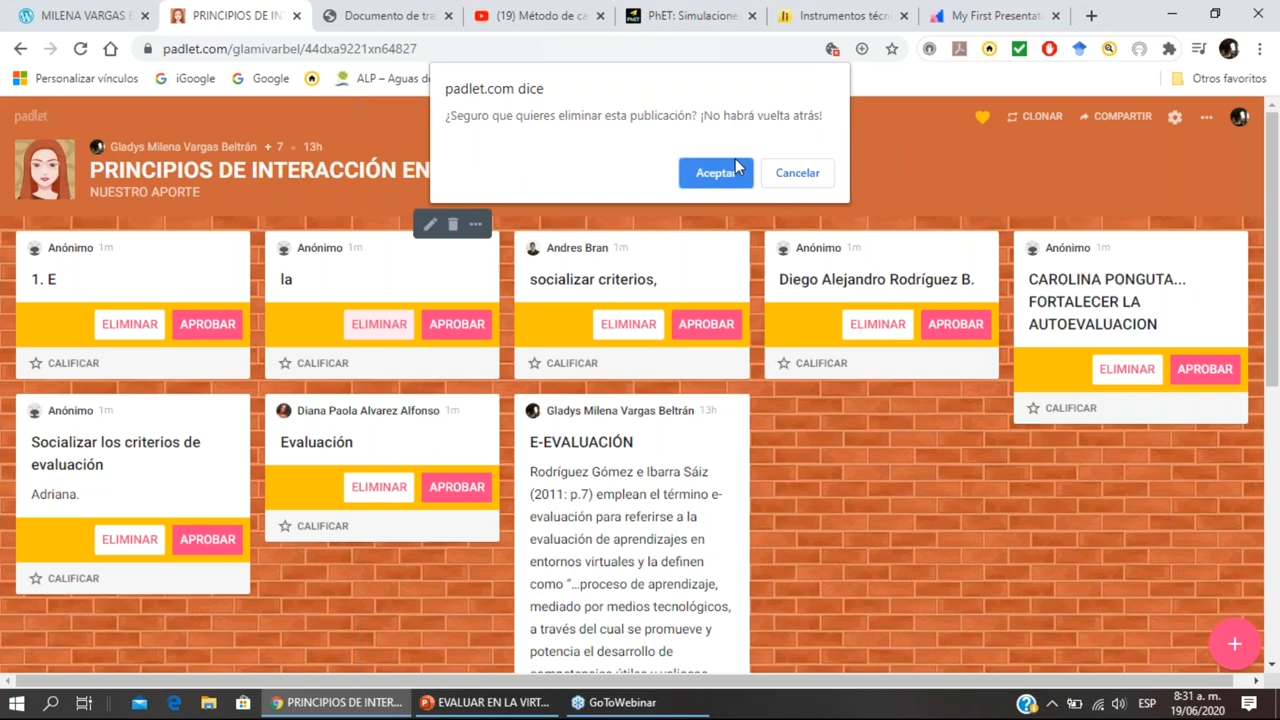 MILENA VARGAS B
PRINCIPIOS DE INT
Documento de tra
(19) Método de ca
PhET: Simulacione
Instrumentos técn
My First Presentat
padlet.com/glamivarbel/44dxa9221xn64827
Personalizar vínculos
iGoogle
Google
ALP – Aguas de
Otros favoritos
padlet.com dice
¿Seguro que quieres eliminar esta publicación? ¡No habrá vuelta atrás!
Aceptar
Cancelar
padlet
CLONAR
COMPARTIR
Gladys Milena Vargas Beltrán + 7 • 13h
PRINCIPIOS DE INTERACCIÓN EN
NUESTRO APORTE
Anónimo 1m
1. E
ELIMINAR APROBAR
CALIFICAR
Anónimo 1m
la
ELIMINAR APROBAR
CALIFICAR
Andres Bran 1m
socializar criterios,
ELIMINAR APROBAR
CALIFICAR
Anónimo 1m
Diego Alejandro Rodríguez B.
ELIMINAR APROBAR
CALIFICAR
Anónimo 1m
CAROLINA PONGUTA...
FORTALECER LA
AUTOEVALUACION
ELIMINAR APROBAR
CALIFICAR
Anónimo 1m
Socializar los criterios de
evaluación
Adriana.
ELIMINAR APROBAR
CALIFICAR
Diana Paola Alvarez Alfonso 1m
Evaluación
ELIMINAR APROBAR
CALIFICAR
Gladys Milena Vargas Beltrán 13h
E-EVALUACIÓN
Rodríguez Gómez e Ibarra Sáiz
(2011: p.7) emplean el término e-
evaluación para referirse a la
evaluación de aprendizajes en
entornos virtuales y la definen
como “...proceso de aprendizaje,
mediado por medios tecnológicos,
a través del cual se promueve y
potencia el desarrollo de
PRINCIPIOS DE INTER...
EVALUAR EN LA VIRT...
GoToWebinar
ESP
8:31 a. m.
19/06/2020